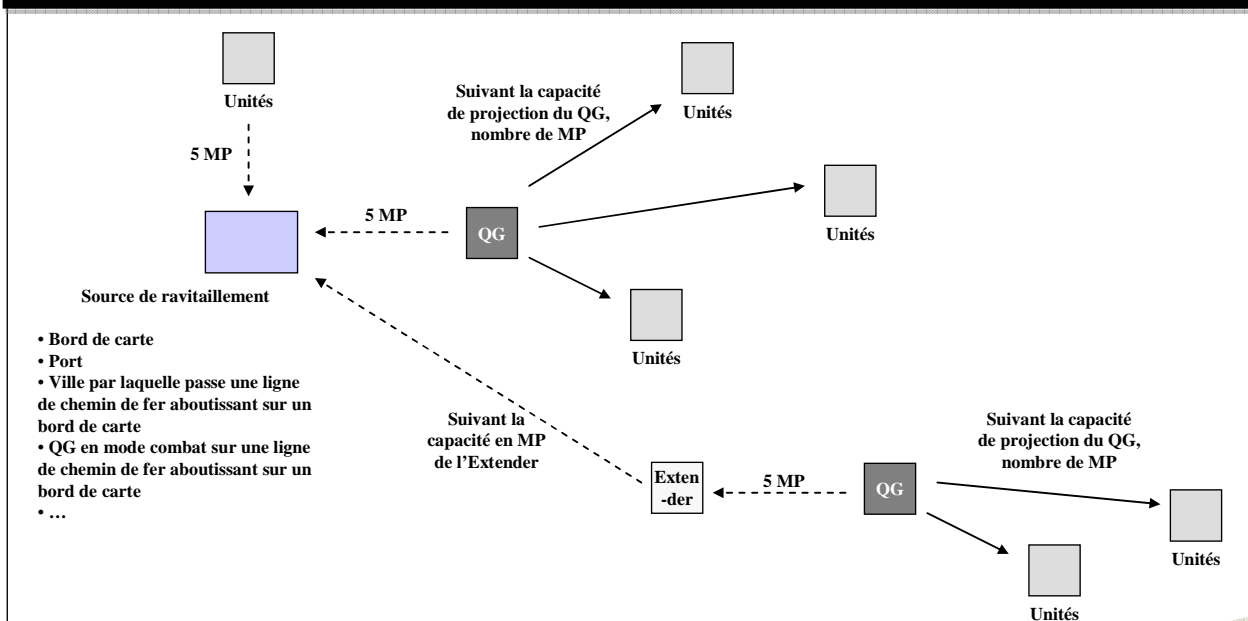 Unités
5 MP
Source de ravitaillement
• Bord de carte
• Port
• Ville par laquelle passe une ligne
de chemin de fer aboutissant sur un
bord de carte
• QG en mode combat sur une ligne
de chemin de fer aboutissant sur un
bord de carte
• …
5 MP
QG
Suivant la capacité
de projection du QG,
nombre de MP
Unités
Unités
Unités
Suivant la
capacité en MP
de l’Extender
Exten
-der
5 MP
QG
Suivant la capacité
de projection du QG,
nombre de MP
Unités
Unités